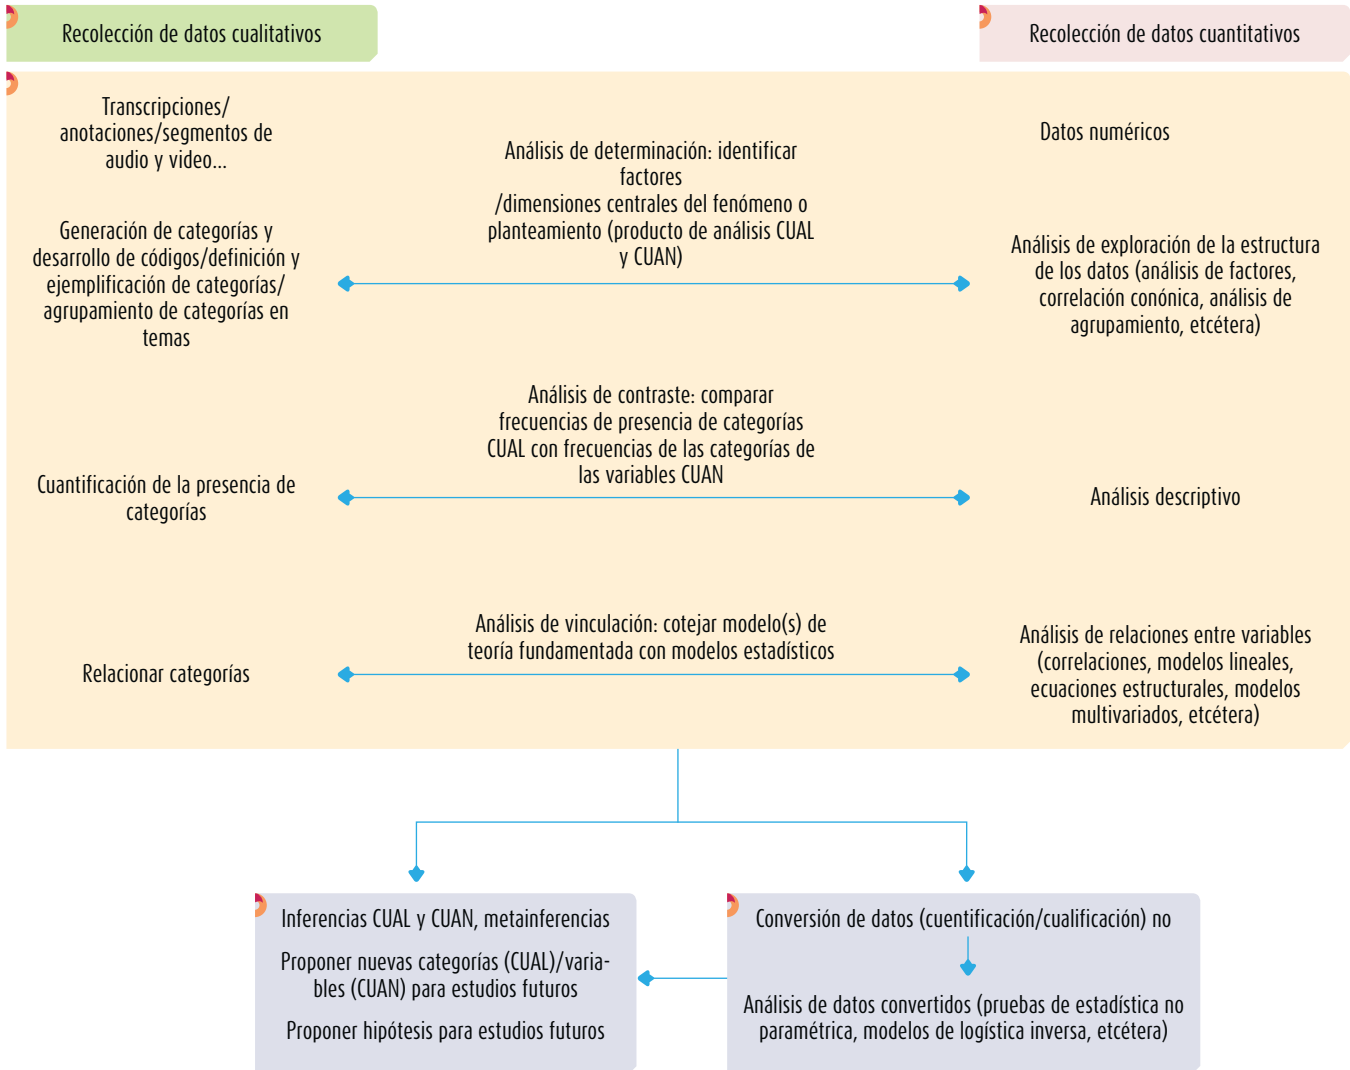 Recolección de datos cualitativos
Recolección de datos cuantitativos
Transcripciones/
anotaciones/segmentos de
audio y video...
Análisis de determinación: identificar
factores
/dimensiones centrales del fenómeno o
planteamiento (producto de análisis CUAL
y CUAN)
Datos numéricos
Generación de categorías y
desarrollo de códigos/definición y
ejemplificación de categorías/
agrupamiento de categorías en
temas
Análisis de exploración de la estructura
de los datos (análisis de factores,
correlación conónica, análisis de
agrupamiento, etcétera)
Análisis de contraste: comparar
frecuencias de presencia de categorías
CUAL con frecuencias de las categorías de
las variables CUAN
Cuantificación de la presencia de
categorías
Análisis descriptivo
Análisis de vinculación: cotejar modelo(s) de
teoría fundamentada con modelos estadísticos
Relacionar categorías
Análisis de relaciones entre variables
(correlaciones, modelos lineales,
ecuaciones estructurales, modelos
multivariados, etcétera)
Inferencias CUAL y CUAN, metainferencias
Proponer nuevas categorías (CUAL)/varia-
bles (CUAN) para estudios futuros
Proponer hipótesis para estudios futuros
Conversión de datos (cuentificación/cualificación) no
Análisis de datos convertidos (pruebas de estadística no
paramétrica, modelos de logística inversa, etcétera)